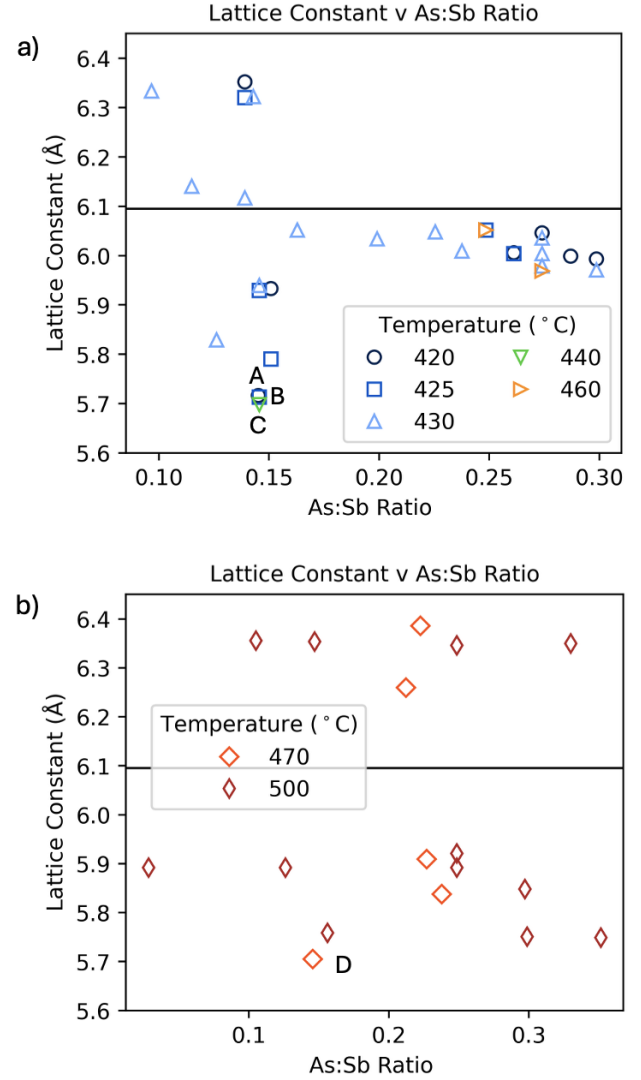 Lattice Constant v As:Sb Ratio
a)
6.4
6.3
6.2
6.1
6.0
5.9
5.8
5.7
5.6
Lattice Constant (Å)
Temperature (°C)
420 440
425 460
430
A
B
C
0.10 0.15 0.20 0.25 0.30
As:Sb Ratio
Lattice Constant v As:Sb Ratio
b)
6.4
6.3
6.2
6.1
6.0
5.9
5.8
5.7
5.6
Lattice Constant (Å)
Temperature (°C)
470
500
D
0.1 0.2 0.3
As:Sb Ratio